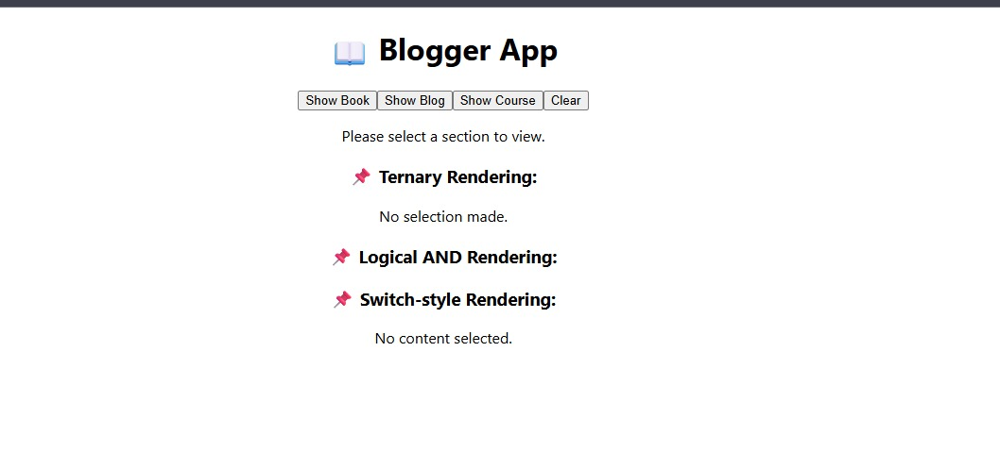 📖 Blogger App
Show Book Show Blog Show Course Clear
Please select a section to view.
📌 Ternary Rendering:
No selection made.
📌 Logical AND Rendering:
📌 Switch-style Rendering:
No content selected.